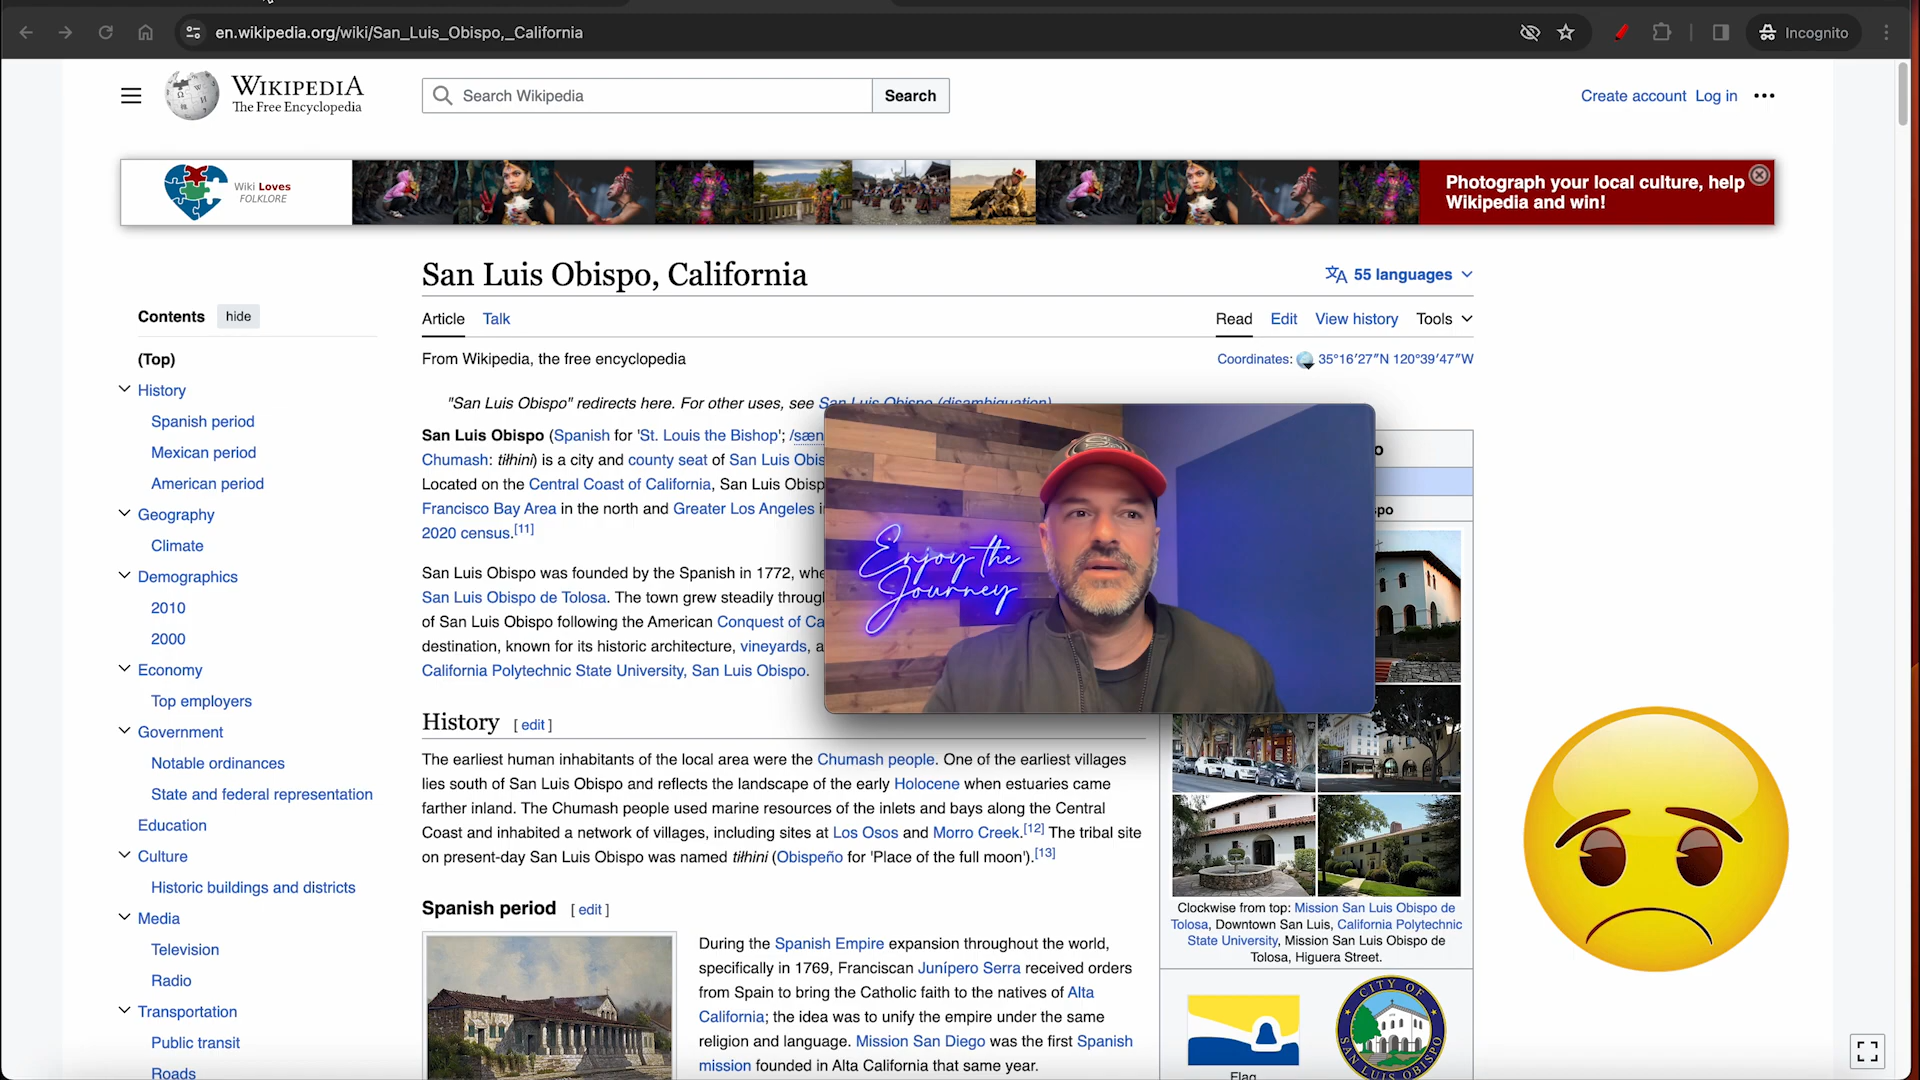 en.wikipedia.org/wiki/San_Luis_Obispo,_California
Incognito
WIKIPEDIA
The Free Encyclopedia
Search Wikipedia
Search
Create account
Log in
Wiki Loves
FOLKLORE
Photograph your local culture, help
Wikipedia and win!
San Luis Obispo, California
55 languages
Contents
hide
(Top)
History
Spanish period
Mexican period
American period
Geography
Climate
Demographics
2010
2000
Economy
Top employers
Government
Notable ordinances
State and federal representation
Education
Culture
Historic buildings and districts
Media
Television
Radio
Transportation
Public transit
Roads
Article
Talk
Read
Edit
View history
Tools
From Wikipedia, the free encyclopedia
Coordinates: 35°16′27″N 120°39′47″W
"San Luis Obispo" redirects here. For other uses, see San Luis Obispo (disambiguation)
San Luis Obispo (Spanish for 'St. Louis the Bishop'; /sæn
Chumash: tiłhini) is a city and county seat of San Luis Obis
Located on the Central Coast of California, San Luis Obisp
Francisco Bay Area in the north and Greater Los Angeles i
2020 census.[11]
San Luis Obispo was founded by the Spanish in 1772, whe
San Luis Obispo de Tolosa. The town grew steadily throug
of San Luis Obispo following the American Conquest of Ca
destination, known for its historic architecture, vineyards, a
California Polytechnic State University, San Luis Obispo.
Enjoy the
Journey
o
spo
History [ edit ]
The earliest human inhabitants of the local area were the Chumash people. One of the earliest villages
lies south of San Luis Obispo and reflects the landscape of the early Holocene when estuaries came
farther inland. The Chumash people used marine resources of the inlets and bays along the Central
Coast and inhabited a network of villages, including sites at Los Osos and Morro Creek.[12] The tribal site
on present-day San Luis Obispo was named tiłhini (Obispeño for 'Place of the full moon').[13]
Spanish period [ edit ]
During the Spanish Empire expansion throughout the world,
specifically in 1769, Franciscan Junípero Serra received orders
from Spain to bring the Catholic faith to the natives of Alta
California; the idea was to unify the empire under the same
religion and language. Mission San Diego was the first Spanish
mission founded in Alta California that same year.
Clockwise from top: Mission San Luis Obispo de
Tolosa, Downtown San Luis, California Polytechnic
State University, Mission San Luis Obispo de
Tolosa, Higuera Street.
CITY OF
SAN LUIS OBISPO
Flag